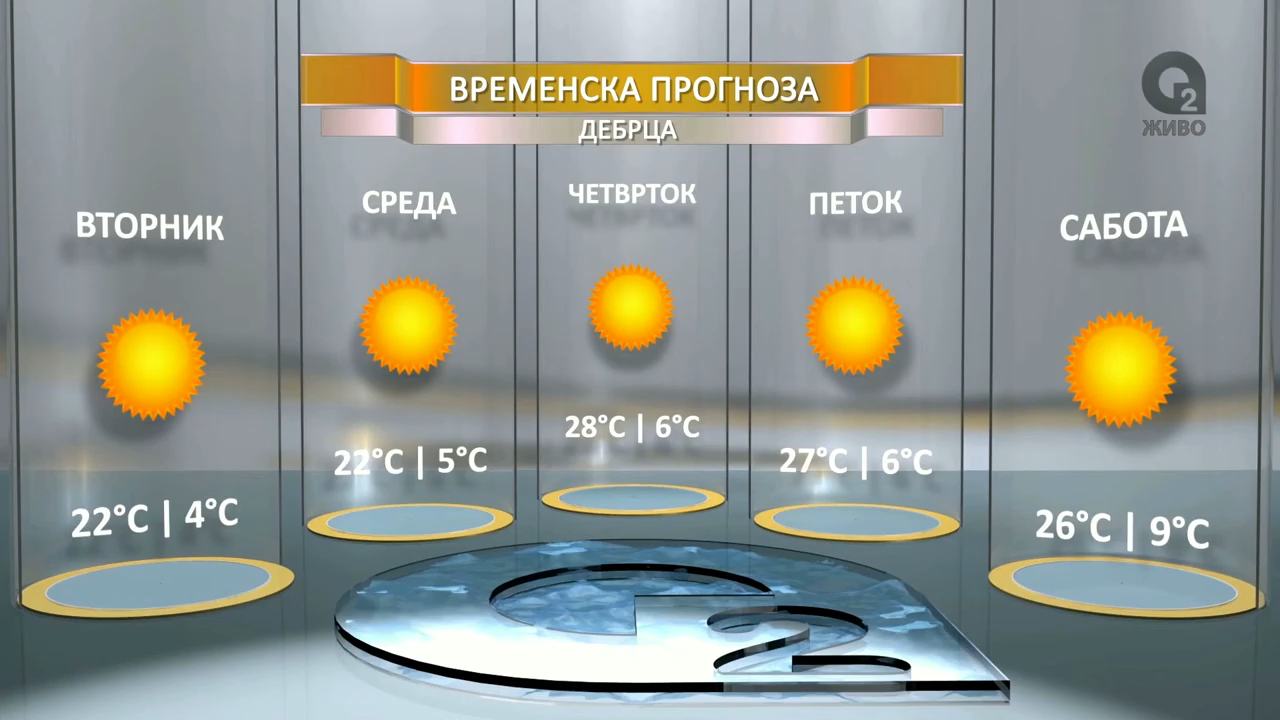 ВРЕМЕНСКА ПРОГНОЗА
ДЕБРЦА
2
ЖИВО
ВТОРНИК
22°C | 4°C
СРЕДА
22°C | 5°C
ЧЕТВРТОК
28°C | 6°C
ПЕТОК
27°C | 6°C
САБОТА
26°C | 9°C
2